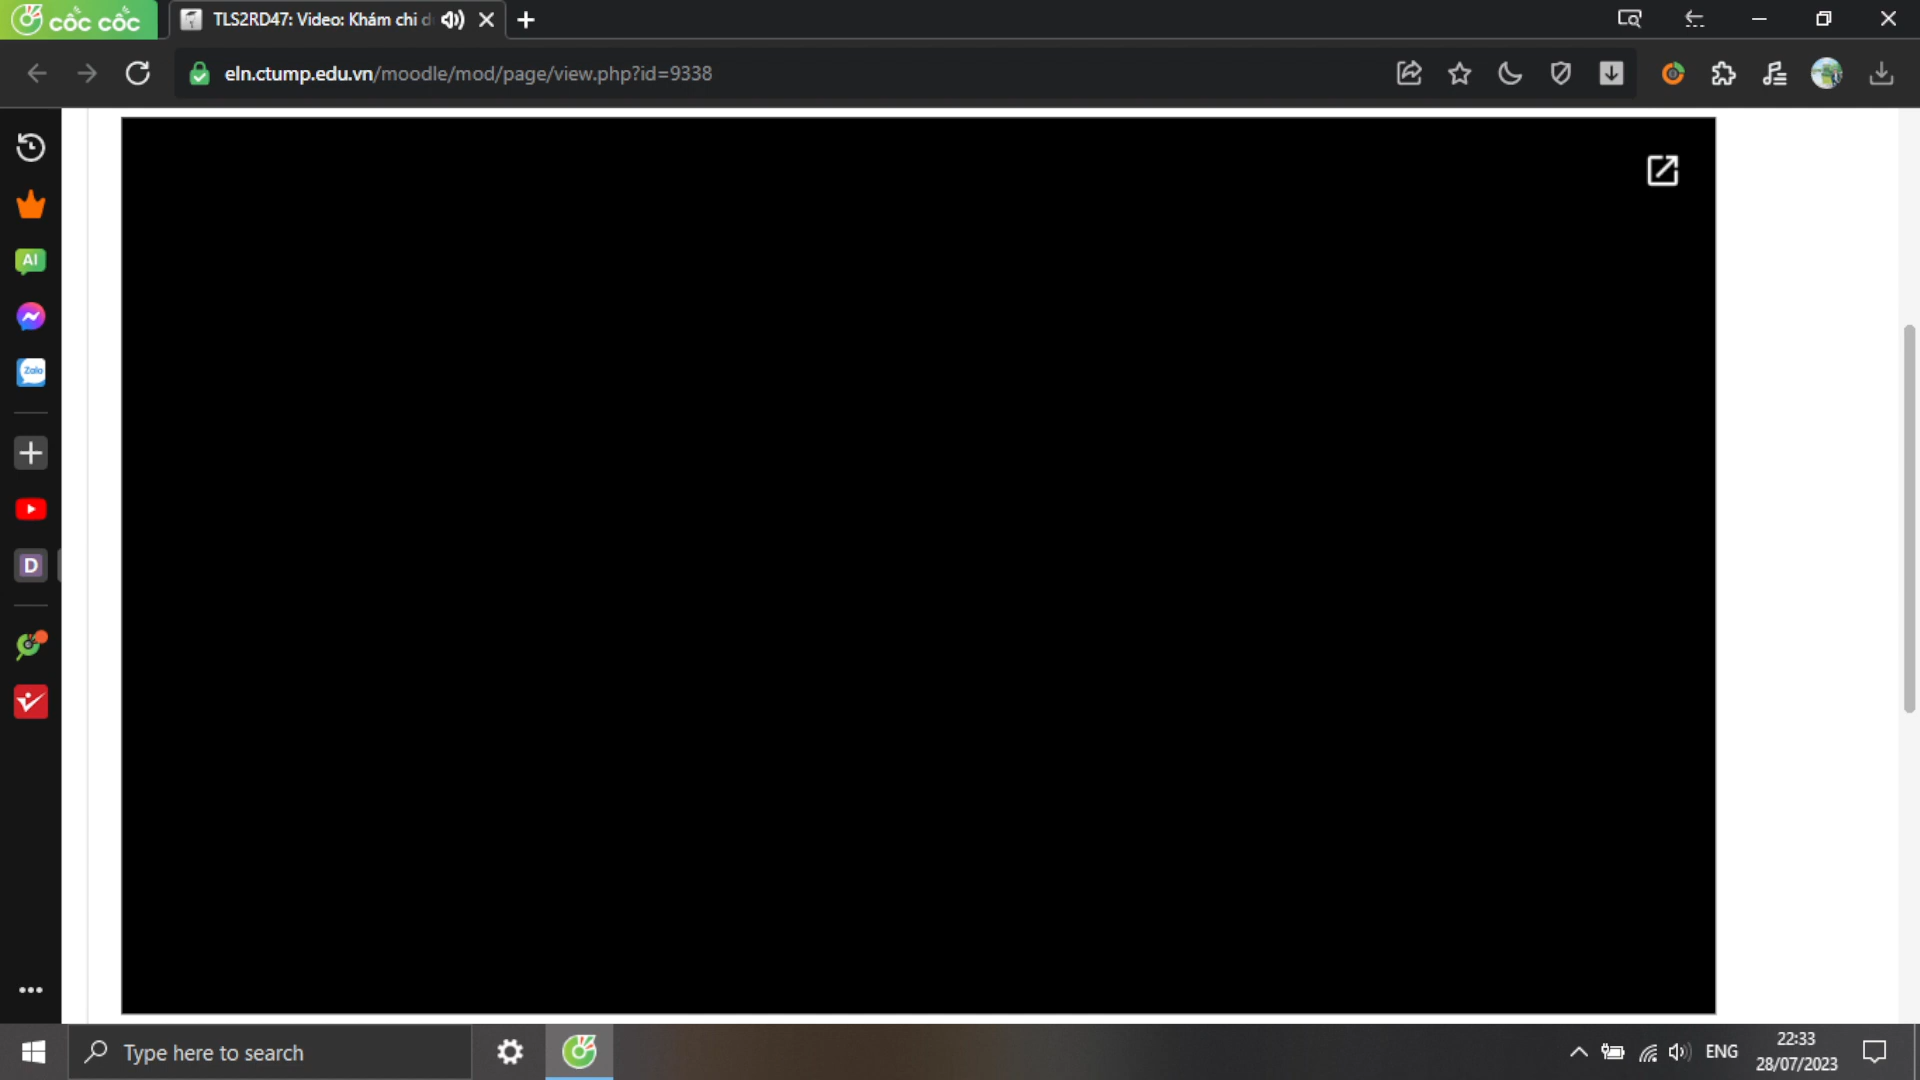 cốc cốc
TLS2RD47: Video: Khám chi d
eln.ctump.edu.vn/moodle/mod/page/view.php?id=9338
AI
Zalo
D
Type here to search
ENG
22:33
28/07/2023